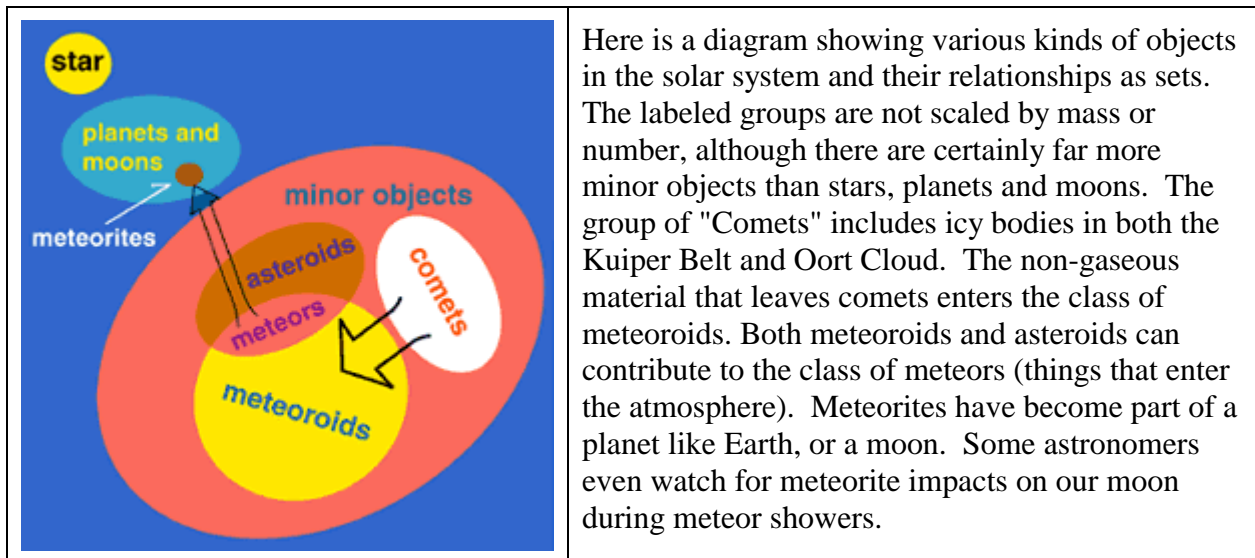 star
planets and
moons
meteorites
minor objects
asteroids
comets
meteors
meteoroids
Here is a diagram showing various kinds of objects
in the solar system and their relationships as sets.
The labeled groups are not scaled by mass or
number, although there are certainly far more
minor objects than stars, planets and moons.  The
group of "Comets" includes icy bodies in both the
Kuiper Belt and Oort Cloud.  The non-gaseous
material that leaves comets enters the class of
meteoroids. Both meteoroids and asteroids can
contribute to the class of meteors (things that enter
the atmosphere).  Meteorites have become part of a
planet like Earth, or a moon.  Some astronomers
even watch for meteorite impacts on our moon
during meteor showers.